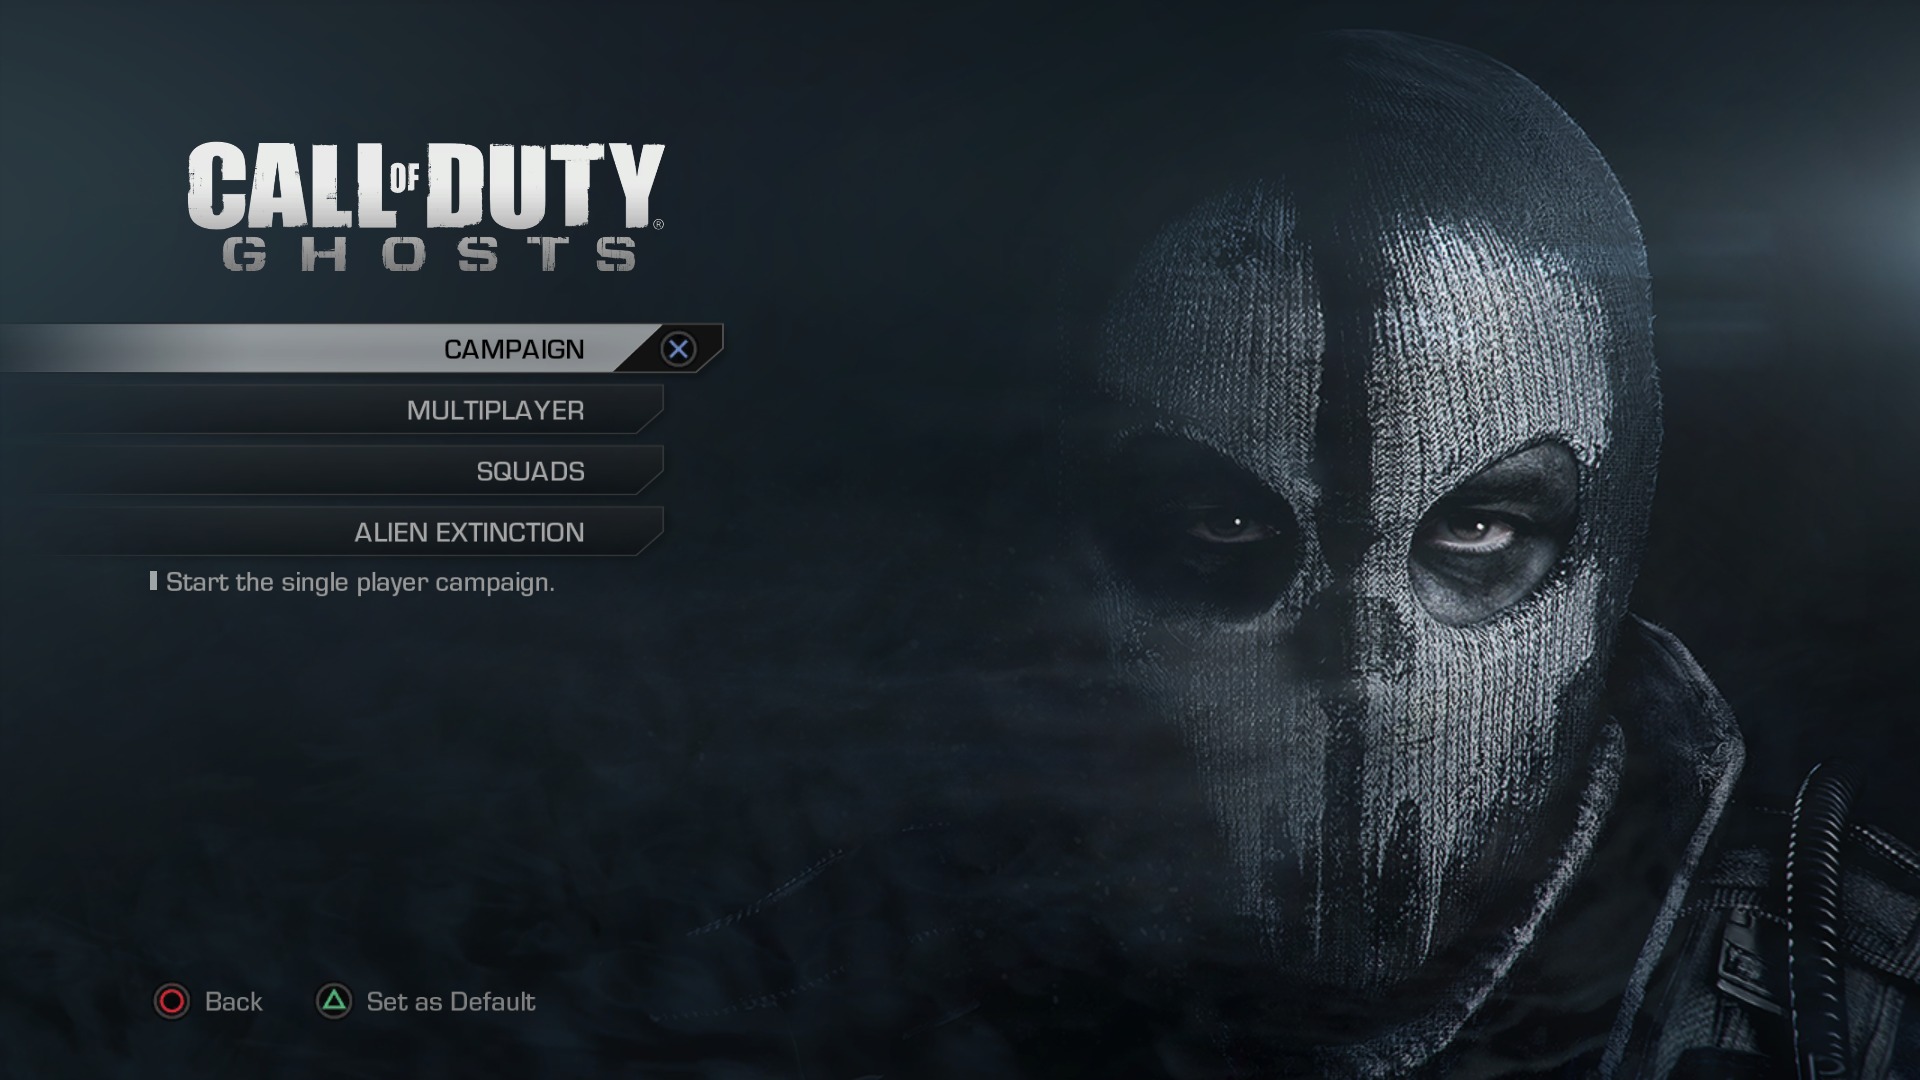 CALL OF DUTY®
GHOSTS
CAMPAIGN
MULTIPLAYER
SQUADS
ALIEN EXTINCTION
Start the single player campaign.
Back
Set as Default